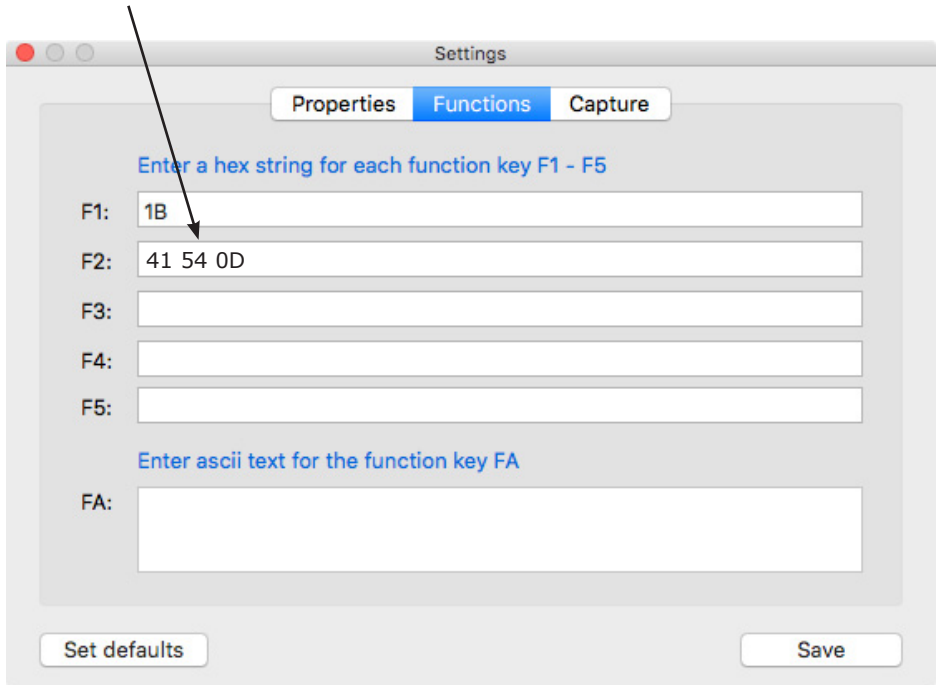 Settings
Properties Functions Capture
Enter a hex string for each function key F1 - F5
F1: 1B
F2: 41 54 0D
F3:
F4:
F5:
Enter ascii text for the function key FA
FA:
Set defaults Save